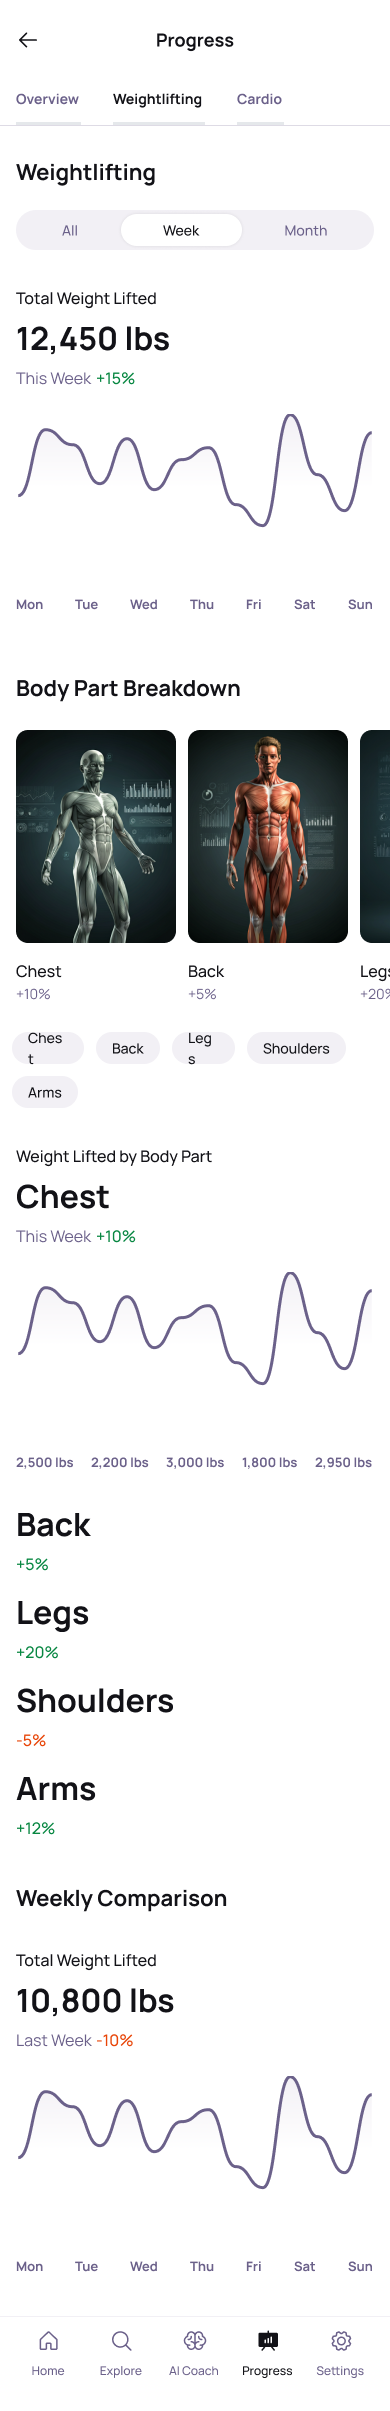 Progress
Overview Weightlifting Cardio
Weightlifting
All Week Month
Total Weight Lifted
12,450 lbs
This Week +15%
Mon Tue Wed Thu Fri Sat Sun
Body Part Breakdown
Chest Back Legs
+10% +5% +20%
Ches
t
Back
Leg
s
Shoulders
Arms
Weight Lifted by Body Part
Chest
This Week +10%
2,500 lbs 2,200 lbs 3,000 lbs 1,800 lbs 2,950 lbs
Back
+5%
Legs
+20%
Shoulders
-5%
Arms
+12%
Weekly Comparison
Total Weight Lifted
10,800 lbs
Last Week -10%
Mon Tue Wed Thu Fri Sat Sun
Home Explore AI Coach Progress Settings